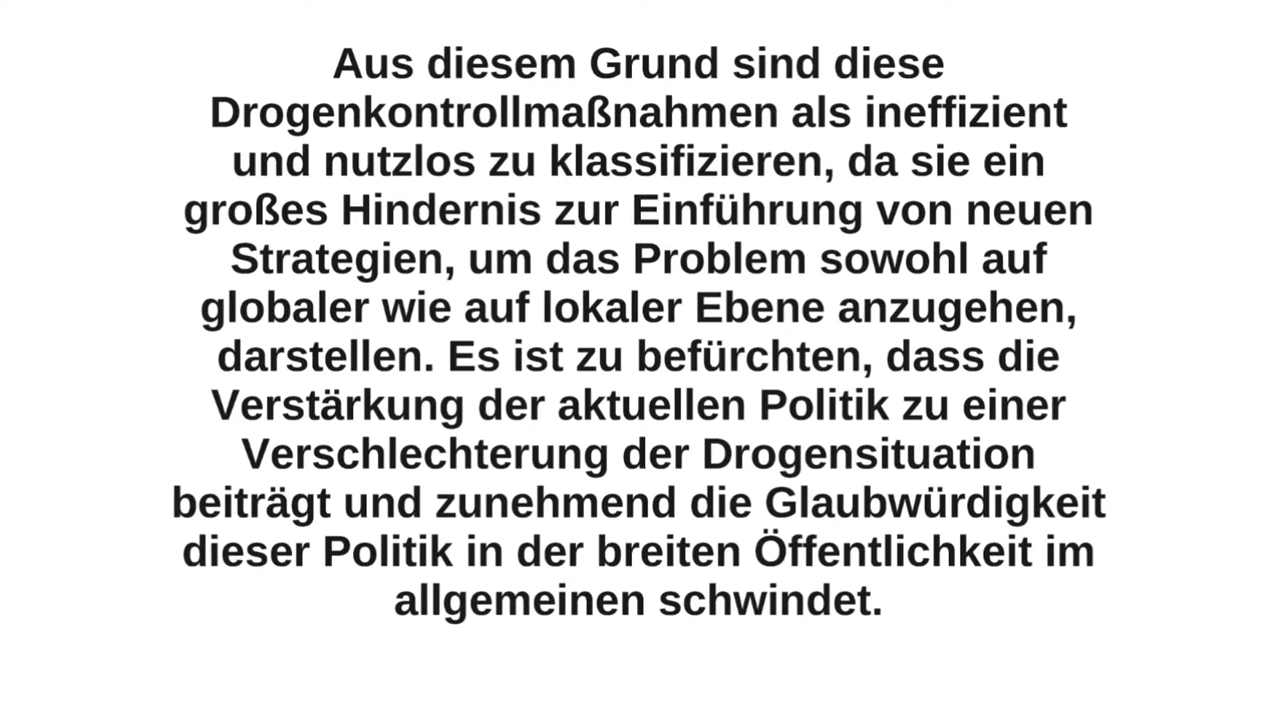 Aus diesem Grund sind diese
Drogenkontrollmaßnahmen als ineffizient
und nutzlos zu klassifizieren, da sie ein
großes Hindernis zur Einführung von neuen
Strategien, um das Problem sowohl auf
globaler wie auf lokaler Ebene anzugehen,
darstellen. Es ist zu befürchten, dass die
Verstärkung der aktuellen Politik zu einer
Verschlechterung der Drogensituation
beiträgt und zunehmend die Glaubwürdigkeit
dieser Politik in der breiten Öffentlichkeit im
allgemeinen schwindet.